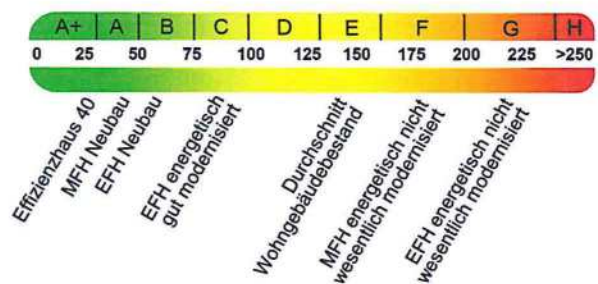 A+ A B C D E F G H
0 25 50 75 100 125 150 175 200 225 >250
Effizienzhaus 40
MFH Neubau
EFH Neubau
EFH energetisch
gut modernisiert
Durchschnitt
Wohngebäudebestand
MFH energetisch nicht
wesentlich modernisiert
EFH energetisch nicht
wesentlich modernisiert